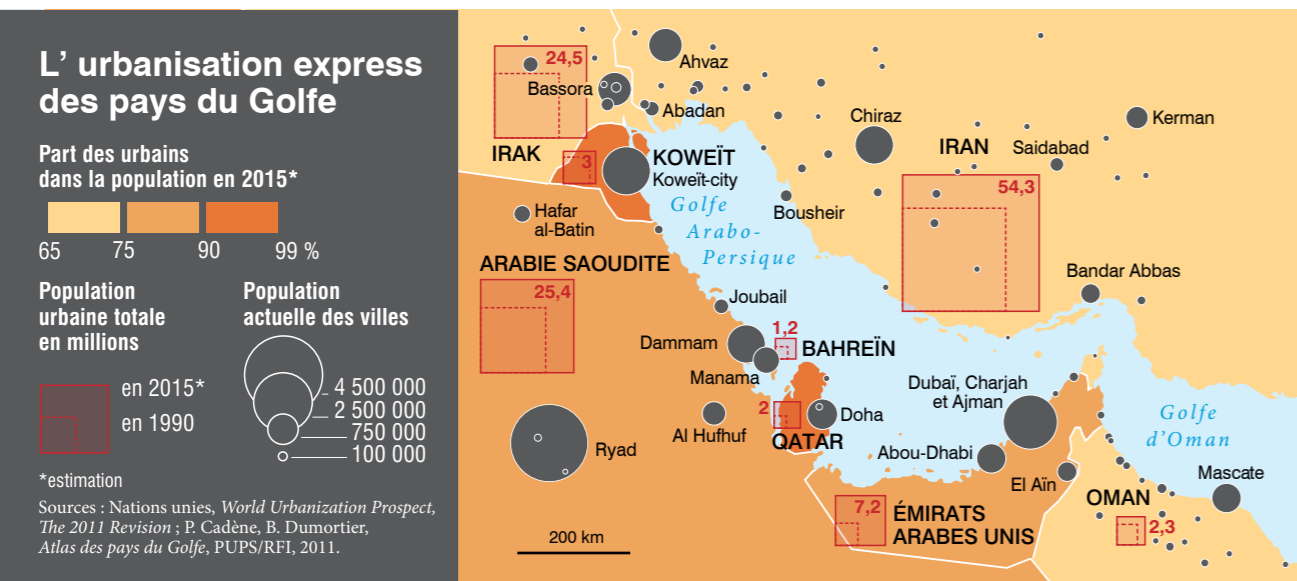 L' urbanisation express
des pays du Golfe
Part des urbains
dans la population en 2015*
65 75 90 99 %
Population
urbaine totale
en millions
en 2015*
en 1990
Population
actuelle des villes
4 500 000
2 500 000
750 000
100 000
*estimation
Sources : Nations unies, World Urbanization Prospect,
The 2011 Revision ; P. Cadène, B. Dumortier,
Atlas des pays du Golfe, PUPS/RFI, 2011.
24,5
Ahvaz
Bassora
Abadan
Chiraz
Kerman
IRAK
3
KOWEÏT
Koweït-city
IRAN
Saidabad
54,3
Golfe
Arabo-
Persique
Bousheir
Hafar
al-Batin
ARABIE SAOUDITE
25,4
Bandar Abbas
Joubail
1,2
Dammam
BAHREÏN
Manama
Dubaï, Charjah
et Ajman
2
Doha
Al Hufhuf
QATAR
Golfe
d'Oman
Ryad
Abou-Dhabi
El Aïn
Mascate
OMAN
7,2
ÉMIRATS
ARABES UNIS
2,3
200 km